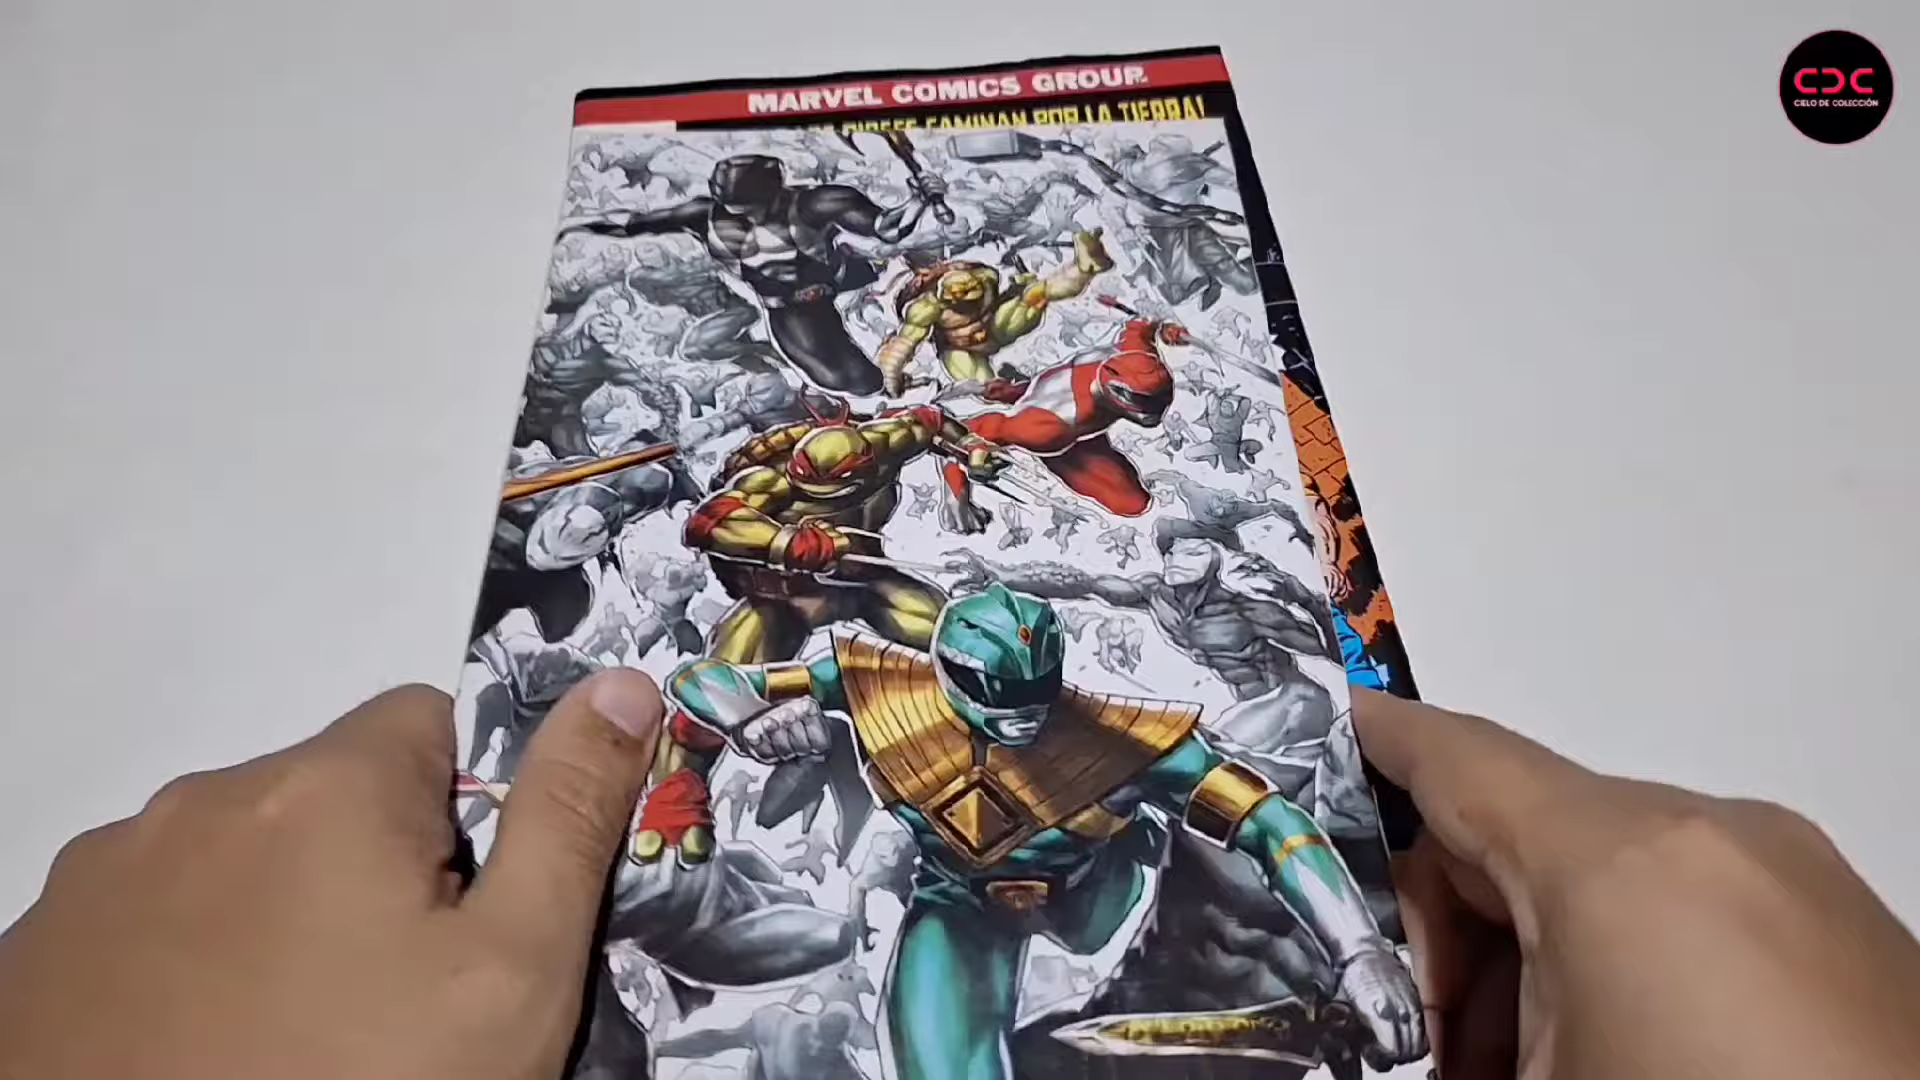 MARVEL COMICS GROUP
CAMINAN POR LA TIERRA!
CDC
CIELO DE COLECCIÓN